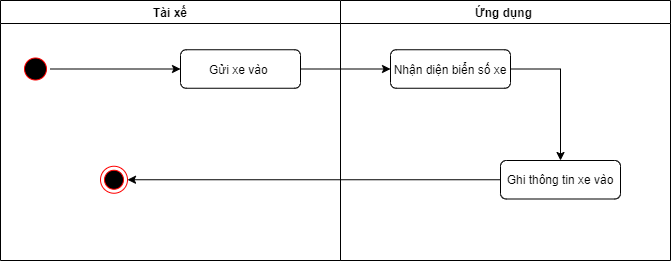 Tài xế
Ứng dụng
Gửi xe vào
Nhận diện biển số xe
Ghi thông tin xe vào